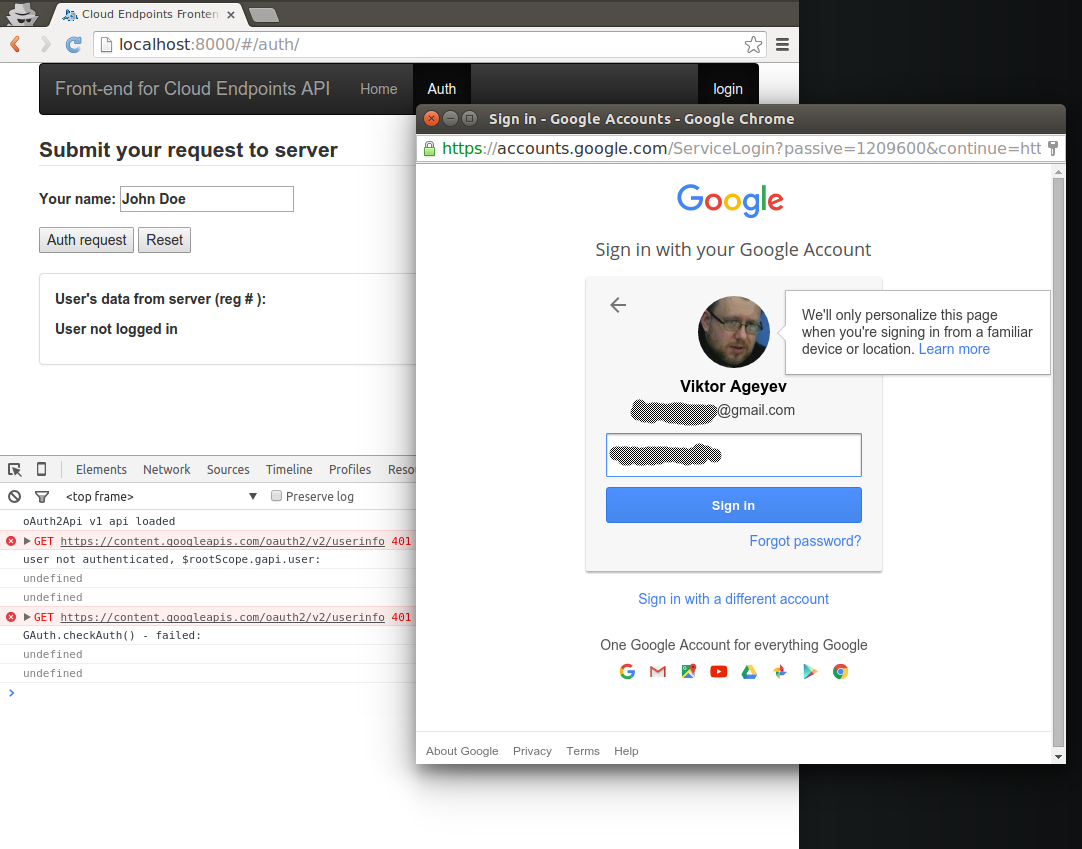 Cloud Endpoints Fronten
localhost:8000/#/auth/
Front-end for Cloud Endpoints API Home Auth login
Submit your request to server
Your name: John Doe
Auth request Reset
User's data from server (reg # ):
User not logged in
Elements Network Sources Timeline Profiles Reso
<top frame> ▼ Preserve log
oAuth2Api v1 api loaded
GET https://content.googleapis.com/oauth2/v2/userinfo 401
user not authenticated, $rootScope.gapi.user:
undefined
undefined
GET https://content.googleapis.com/oauth2/v2/userinfo 401
GAuth.checkAuth() - failed:
undefined
undefined
>
Sign in - Google Accounts - Google Chrome
https://accounts.google.com/ServiceLogin?passive=1209600&continue=htt
Google
Sign in with your Google Account
We'll only personalize this page
when you're signing in from a familiar
device or location. Learn more
Viktor Ageyev
@gmail.com
Sign in
Forgot password?
Sign in with a different account
One Google Account for everything Google
About Google Privacy Terms Help